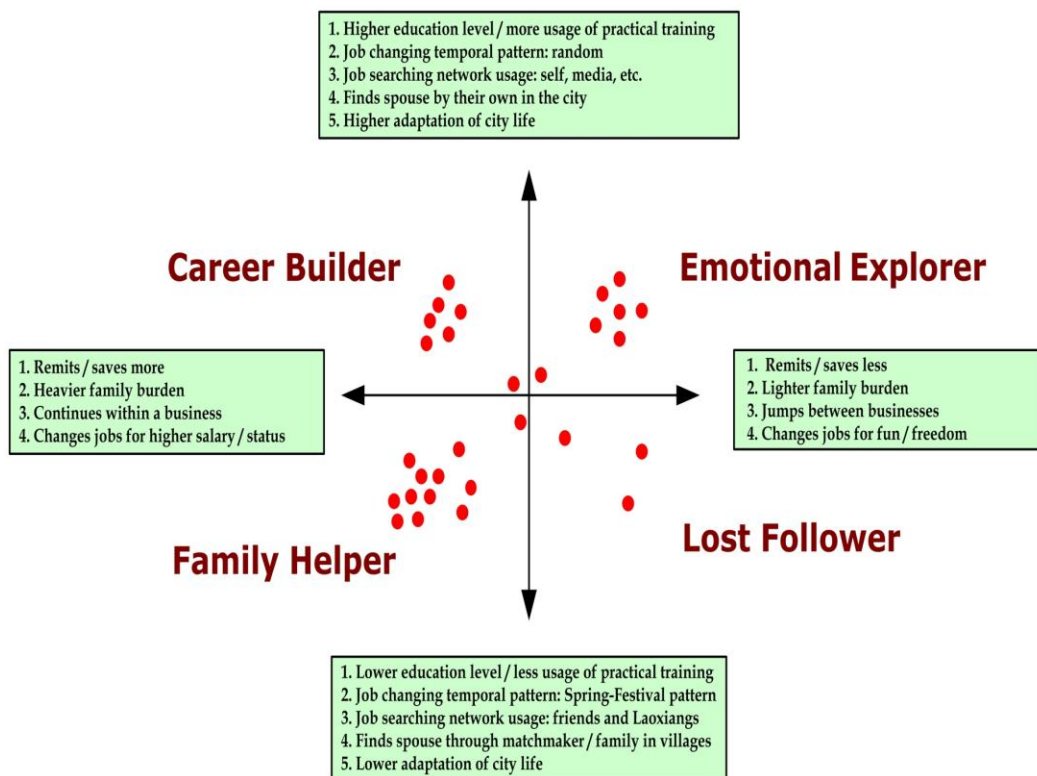 1. Higher education level / more usage of practical training
2. Job changing temporal pattern: random
3. Job searching network usage: self, media, etc.
4. Finds spouse by their own in the city
5. Higher adaptation of city life
Career Builder
Emotional Explorer
1. Remits / saves more
2. Heavier family burden
3. Continues within a business
4. Changes jobs for higher salary / status
1. Remits / saves less
2. Lighter family burden
3. Jumps between businesses
4. Changes jobs for fun / freedom
Family Helper
Lost Follower
1. Lower education level / less usage of practical training
2. Job changing temporal pattern: Spring-Festival pattern
3. Job searching network usage: friends and Laoxiangs
4. Finds spouse through matchmaker / family in villages
5. Lower adaptation of city life